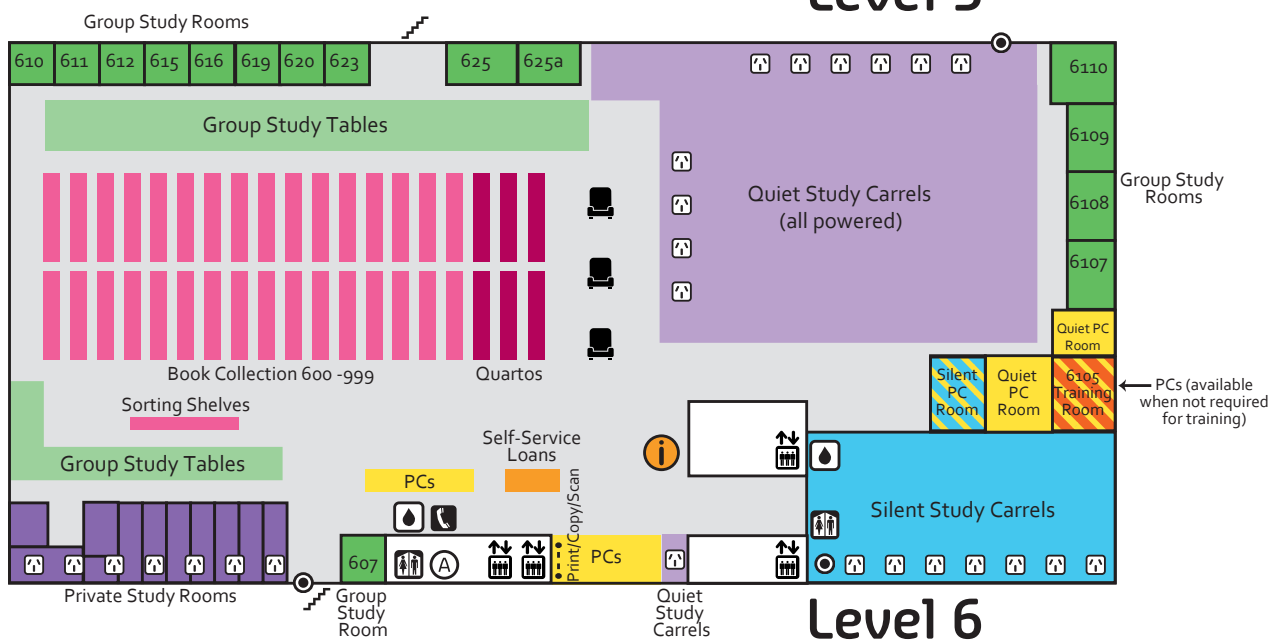 Group Study Rooms
610
611
612
615
616
619
620
623
625
625a
6110
6109
6108
6107
Group Study
Rooms
Group Study Tables
Quiet Study Carrels
(all powered)
Book Collection 600 -999
Quartos
Quiet PC
Room
Silent
PC
Room
Quiet
PC
Room
6105
Training
Room
PCs (available
when not required
for training)
Sorting Shelves
Group Study Tables
Self-Service
Loans
PCs
i
Print/Copy/Scan
Silent Study Carrels
607
A
PCs
Private Study Rooms
Group
Study
Room
Quiet
Study
Carrels
Level 6